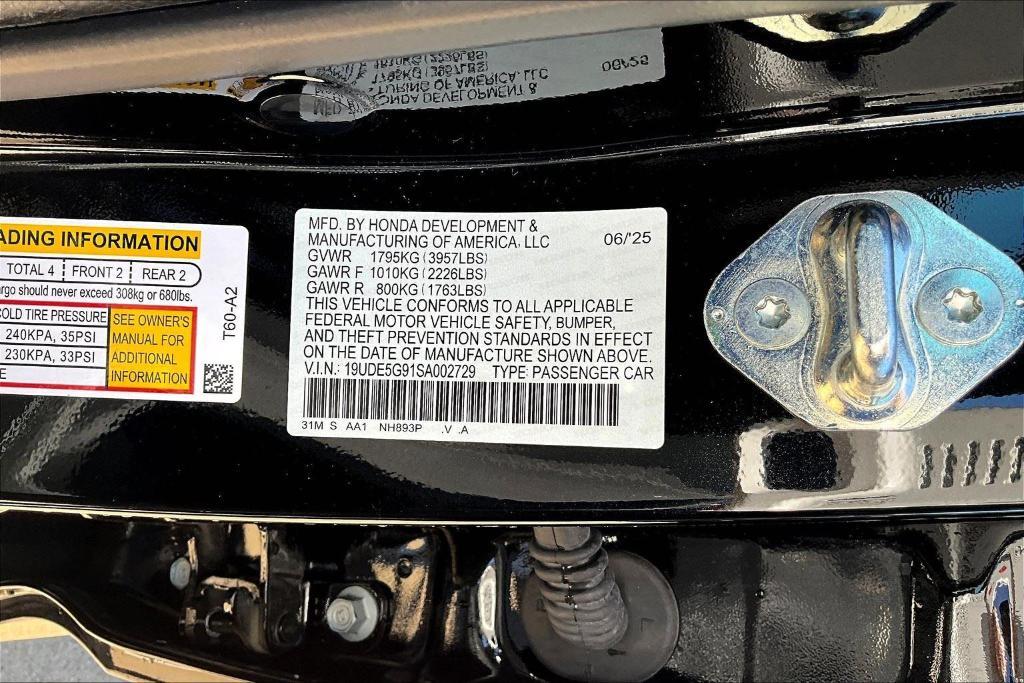 ADING INFORMATION
TOTAL 4 FRONT 2 REAR 2
argo should never exceed 308kg or 680lbs.
COLD TIRE PRESSURE
240KPA, 35PSI
230KPA, 33PSI
SEE OWNER'S
MANUAL FOR
ADDITIONAL
INFORMATION
T60-A2
MFD. BY HONDA DEVELOPMENT &
MANUFACTURING OF AMERICA, LLC 06/'25
GVWR 1795KG (3957LBS)
GAWR F 1010KG (2226LBS)
GAWR R 800KG (1763LBS)
THIS VEHICLE CONFORMS TO ALL APPLICABLE
FEDERAL MOTOR VEHICLE SAFETY, BUMPER,
AND THEFT PREVENTION STANDARDS IN EFFECT
ON THE DATE OF MANUFACTURE SHOWN ABOVE.
V.I.N.: 19UDE5G91SA002729 TYPE: PASSENGER CAR
31M S AA1 NH893P .V .A